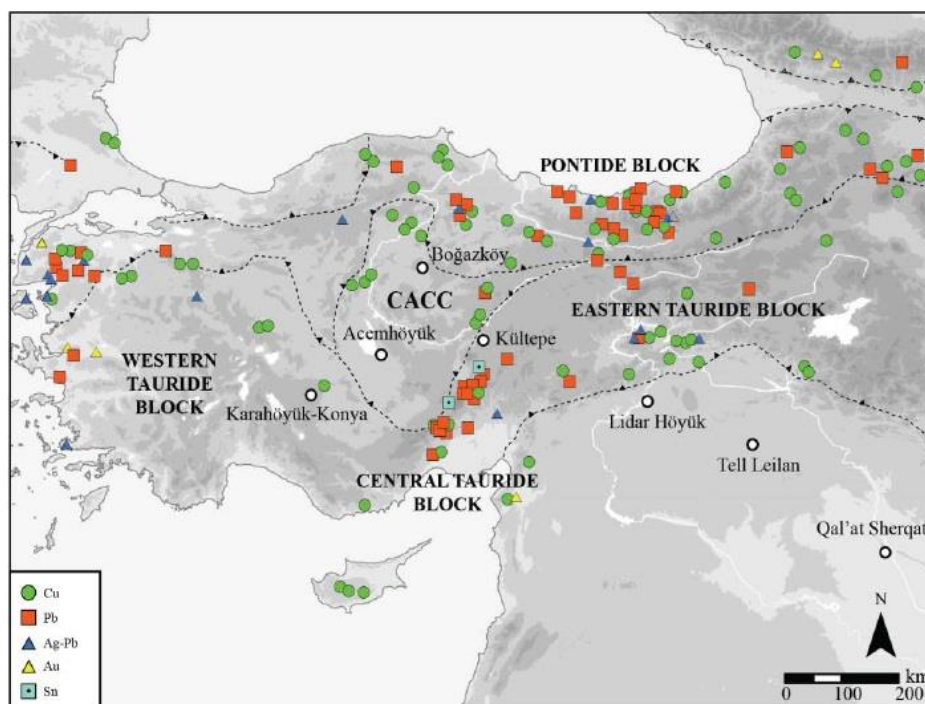 PONTIDE BLOCK
Boğazköy
CACC
EASTERN TAURIDE BLOCK
Acemhöyük
Kültepe
WESTERN
TAURIDE
BLOCK
Karahöyük-Konya
Lidar Höyük
Tell Leilan
CENTRAL TAURIDE
BLOCK
Qal'at Sherqat
Cu
Pb
Ag-Pb
Au
Sn
N
km
0 100 200